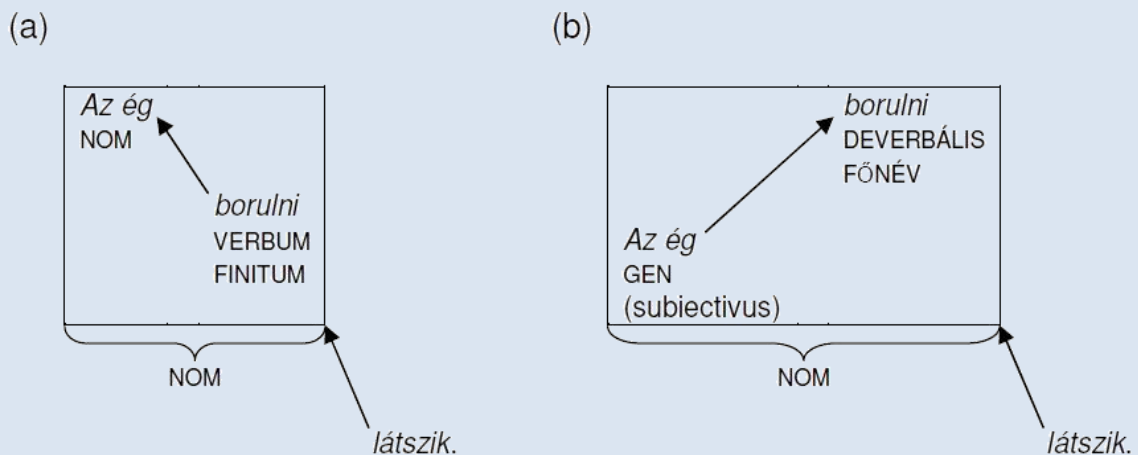 (a)
Az ég
NOM
borulni
VERBUM
FINITUM
NOM
látszik.
(b)
borulni
DEVERBÁLIS
FŐNÉV
Az ég
GEN
(subiectivus)
NOM
látszik.